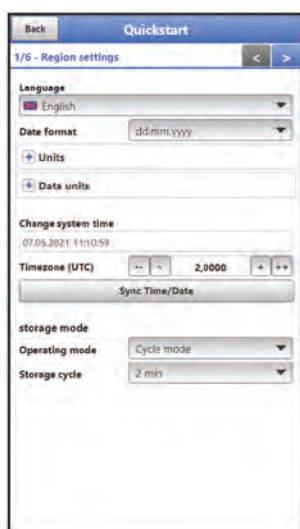 Back Quickstart
1/6 - Region settings < >
Language
English
Date format dd.mm.yyyy
+ Units
+ Data units
Change system time
07.05.2021 11:10:59
Timezone (UTC) -- - 2,0000 + ++
Sync Time/Date
storage mode
Operating mode Cycle mode
Storage cycle 2 min